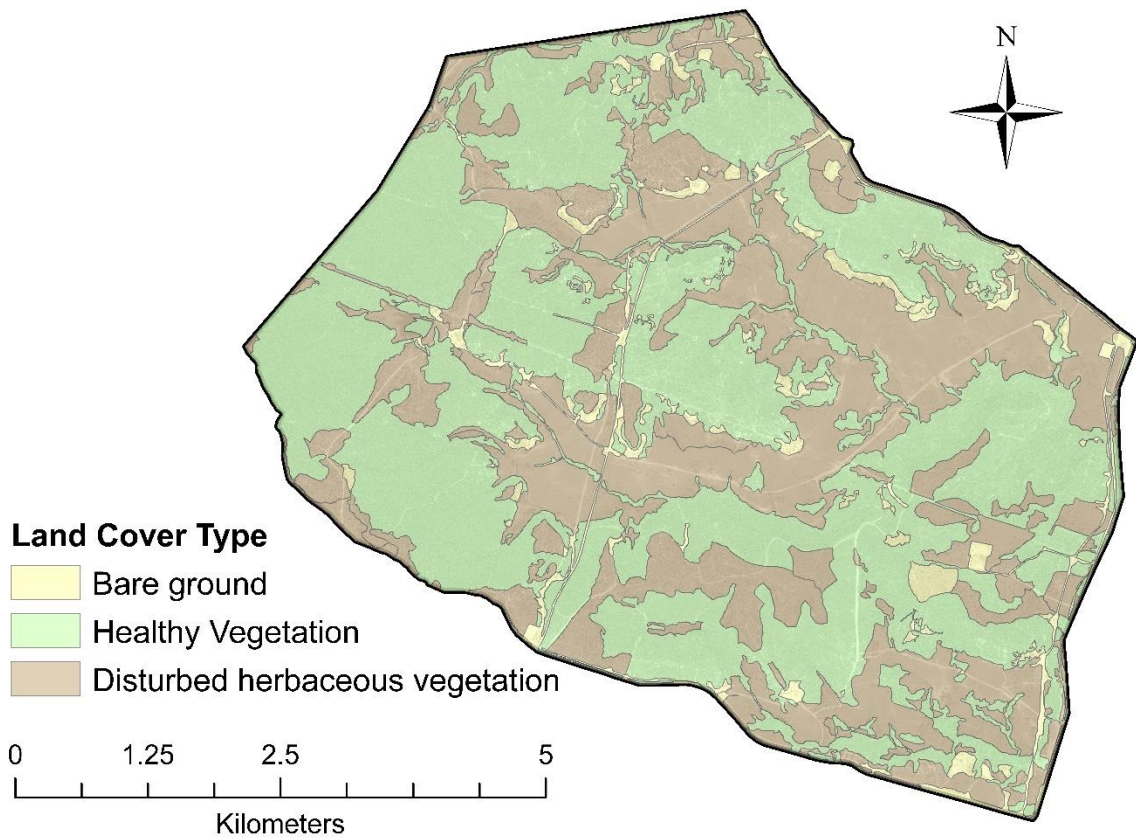 N
Land Cover Type
Bare ground
Healthy Vegetation
Disturbed herbaceous vegetation
0 1.25 2.5 5
Kilometers